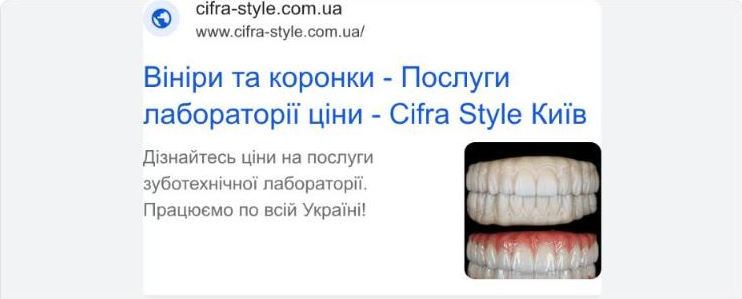 cifra-style.com.ua
www.cifra-style.com.ua/
Вініри та коронки - Послуги
лабораторії ціни - Cifra Style Київ
Дізнайтесь ціни на послуги
зуботехнічної лабораторії.
Працюємо по всій Україні!